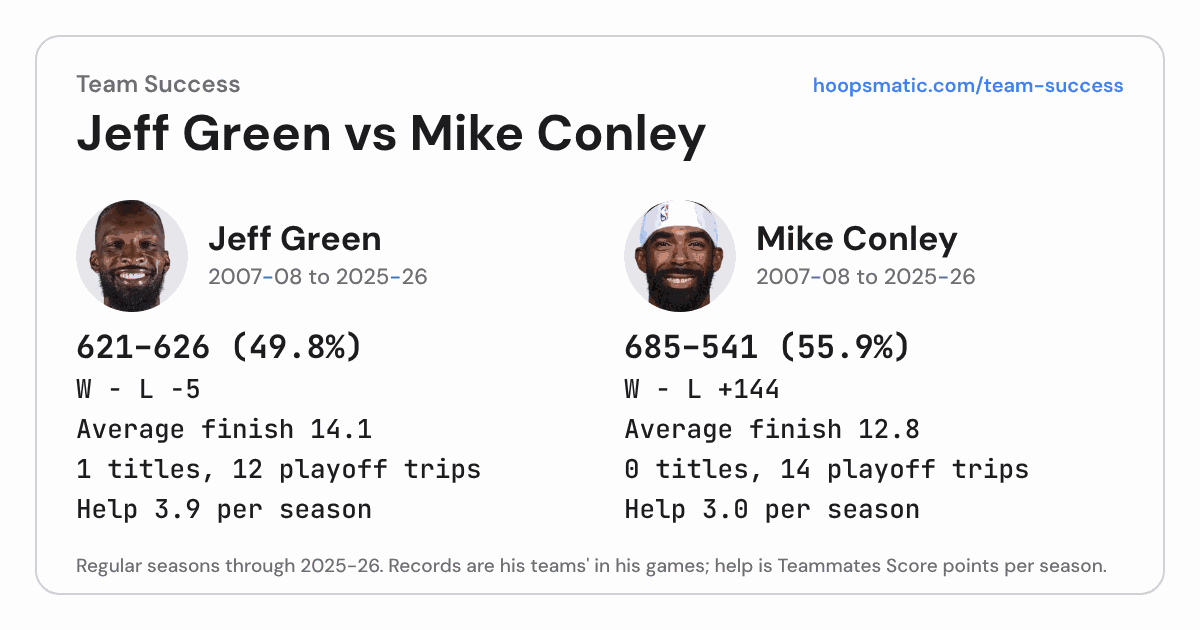 Team Success
hoopsmatic.com/team-success
Jeff Green vs Mike Conley
Jeff Green
2007-08 to 2025-26
621-626 (49.8%)
W - L -5
Average finish 14.1
1 titles, 12 playoff trips
Help 3.9 per season
Mike Conley
2007-08 to 2025-26
685-541 (55.9%)
W - L +144
Average finish 12.8
0 titles, 14 playoff trips
Help 3.0 per season
Regular seasons through 2025-26. Records are his teams' in his games; help is Teammates Score points per season.